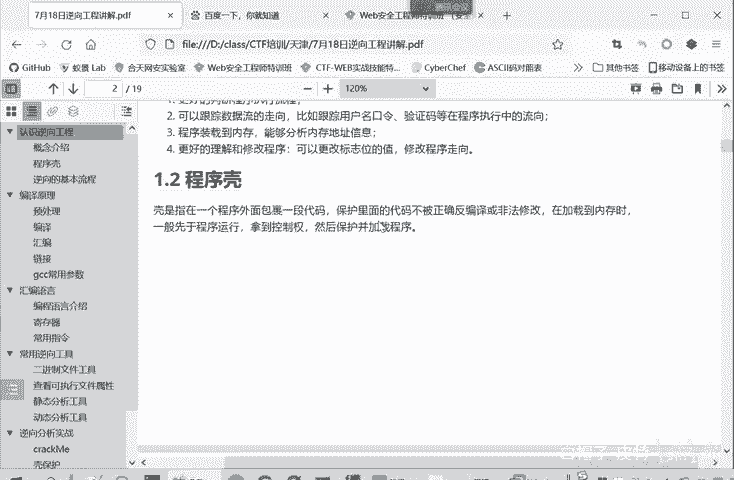 7月18日逆向工程讲解.pdf
百度一下，你就知道
Web安全工程师特训班
file:///D:/class/CTF培训/天津/7月18日逆向工程讲解.pdf
GitHub
蚁景 Lab
合天网安实验室
Web安全工程师特训班
CTF-WEB实战技能特...
CyberChef
ASCII码对照表
其他书签
移动设备上的书签
2 / 19
120%
认识逆向工程
概念介绍
程序壳
逆向的基本流程
编译原理
预处理
编译
汇编
链接
gcc常用参数
汇编语言
编程语言介绍
寄存器
常用指令
常用逆向工具
二进制文件工具
查看可执行文件属性
静态分析工具
动态分析工具
逆向分析实战
crackMe
壳保护
2. 可以跟踪数据流的走向，比如跟踪用户名口令、验证码等在程序执行中的流向；
3. 程序装载到内存，能够分析内存地址信息；
4. 更好的理解和修改程序：可以更改标志位的值，修改程序走向。
1.2 程序壳
壳是指在一个程序外面包裹一段代码，保护里面的代码不被正确反编译或非法修改，在加载到内存时，
一般先于程序运行，拿到控制权，然后保护并加载程序。